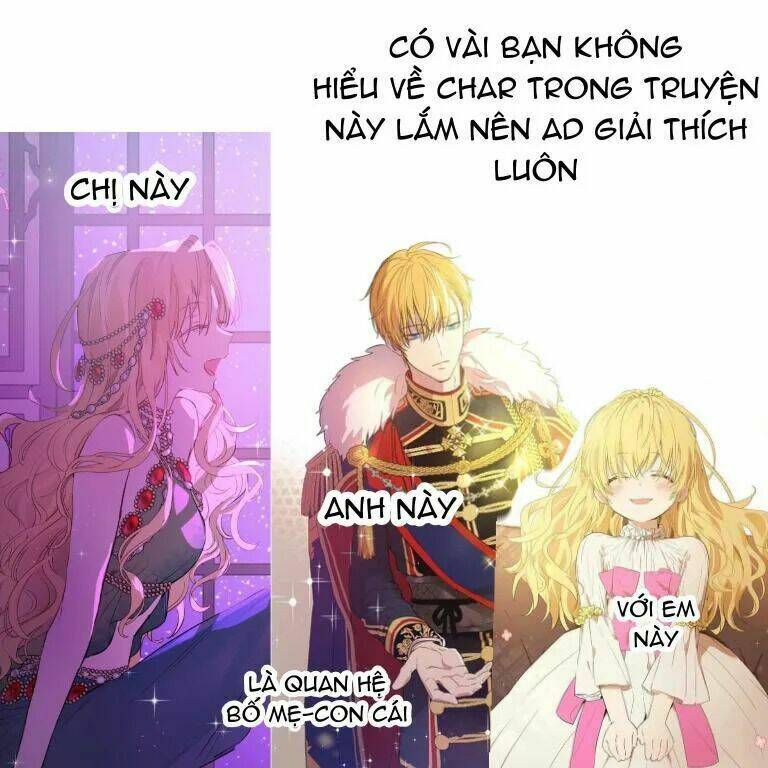 CÓ VÀI BẠN KHÔNG
HIỂU VỀ CHAR TRONG TRUYỆN
NÀY LẮM NÊN AD GIẢI THÍCH
LUÔN
CHỊ NÀY
ANH NÀY
VỚI EM
NÀY
LÀ QUAN HỆ
BỐ MẸ-CON CÁI